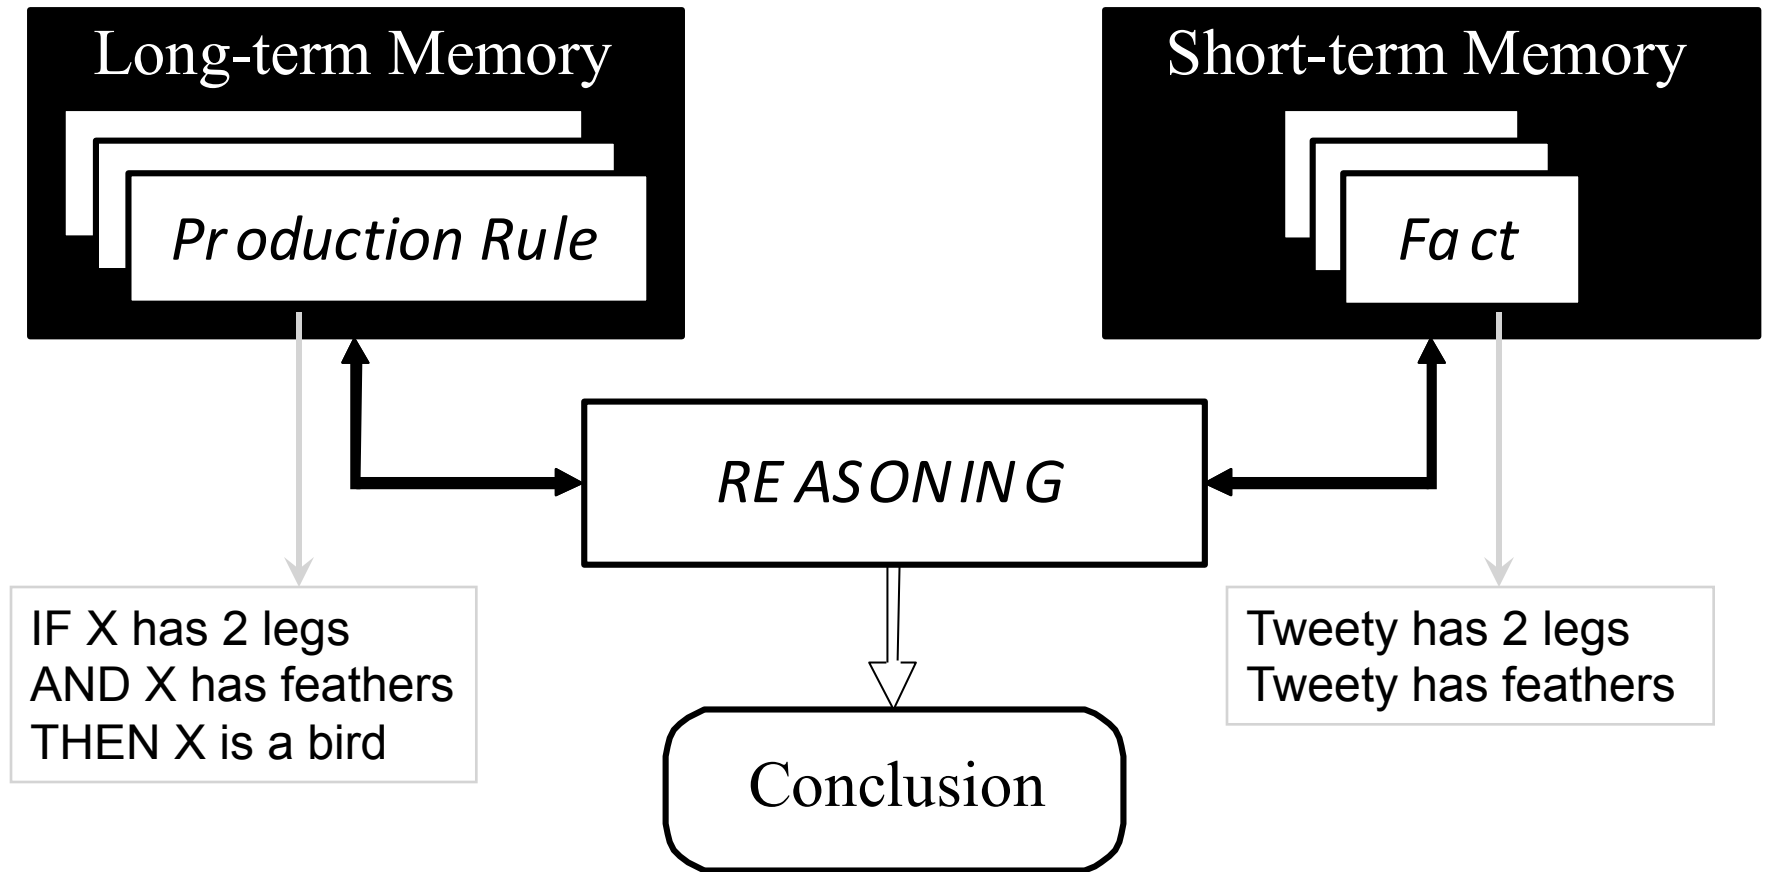 Long-term Memory
Short-term Memory
Production Rule
Fact
REASONING
IF X has 2 legs
AND X has feathers
THEN X is a bird
Tweety has 2 legs
Tweety has feathers
Conclusion